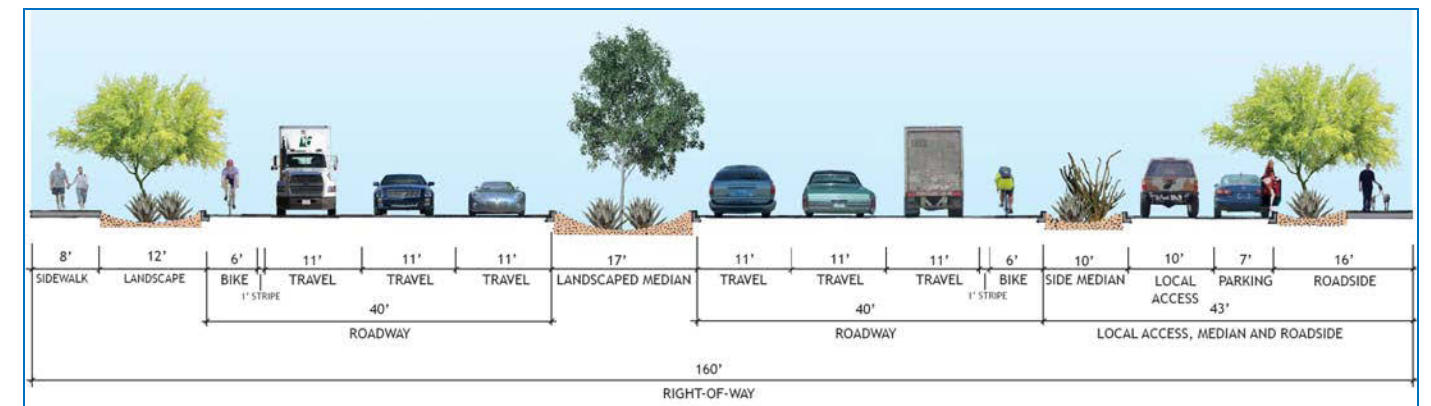 8' 12' 6' 11' 11' 11' 17' 11' 11' 11' 6' 10' 10' 7' 16'
SIDEWALK LANDSCAPE BIKE TRAVEL TRAVEL TRAVEL LANDSCAPED MEDIAN TRAVEL TRAVEL TRAVEL BIKE SIDE MEDIAN LOCAL PARKING ROADSIDE
1' STRIPE 1' STRIPE ACCESS
40' 40' 43'
ROADWAY ROADWAY LOCAL ACCESS, MEDIAN AND ROADSIDE
160'
RIGHT-OF-WAY